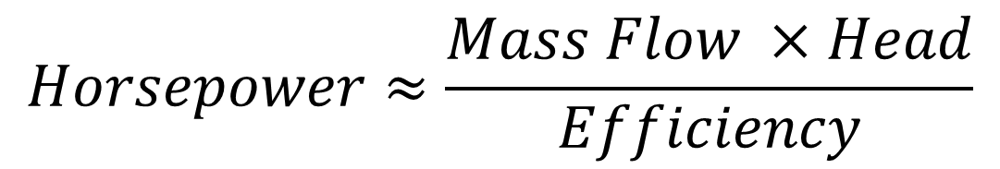 Horsepower ≈ Mass Flow × Head
Efficiency